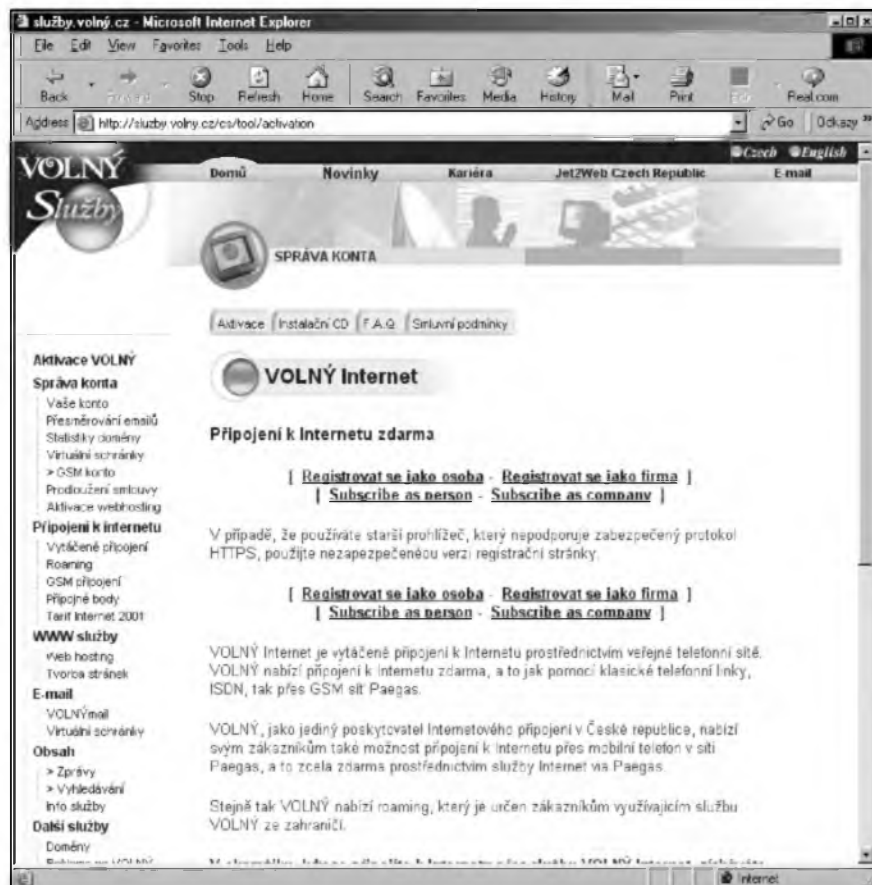 služby.volný.cz - Microsoft Internet Explorer
File Edit View Favorites Tools Help
Back Forward Stop Refresh Home Search Favorites Media History Mail Print Edit Real.com
Address http://sluzby.volny.cz/cs/tool/activation Go Odkazy »
Czech English
VOLNÝ
Služby
Domů Novinky Kariéra Jet2Web Czech Republic E-mail
SPRÁVA KONTA
Aktivace Instalační CD F.A.Q. Smluvní podmínky
Aktivace VOLNÝ
Správa konta
Vaše konto
Přesměrování emailů
Statistiky domény
Virtuální schránky
> GSM konto
Prodloužení smlouvy
Aktivace webhosting
Připojení k internetu
Vytáčené připojení
Roaming
GSM připojení
Přípojné body
Tarif Internet 2001
WWW služby
Web hosting
Tvorba stránek
E-mail
VOLNÝmail
Virtuální schránky
Obsah
> Zprávy
> Vyhledávání
Info služby
Další služby
Domény
Reklama na VOLNÝ
VOLNÝ Internet
Připojení k Internetu zdarma
[ Registrovat se jako osoba - Registrovat se jako firma ]
[ Subscribe as person - Subscribe as company ]
V případě, že používáte starší prohlížeč, který nepodporuje zabezpečený protokol
HTTPS, použijte nezapezpečenéou verzi registrační stránky.
[ Registrovat se jako osoba - Registrovat se jako firma ]
[ Subscribe as person - Subscribe as company ]
VOLNÝ Internet je vytáčené připojení k Internetu prostřednictvím veřejné telefonní sítě.
VOLNÝ nabízí připojení k Internetu zdarma, a to jak pomocí klasické telefonní linky,
ISDN, tak přes GSM síť Paegas.
VOLNÝ, jako jediný poskytovatel Internetového připojení v České republice, nabízí
svým zákazníkům také možnost připojení k Internetu přes mobilní telefon v síti
Paegas, a to zcela zdarma prostřednictvím služby Internet via Paegas.
Stejně tak VOLNÝ nabízí roaming, který je určen zákazníkům využívajícím službu
VOLNÝ ze zahraničí.
Internet